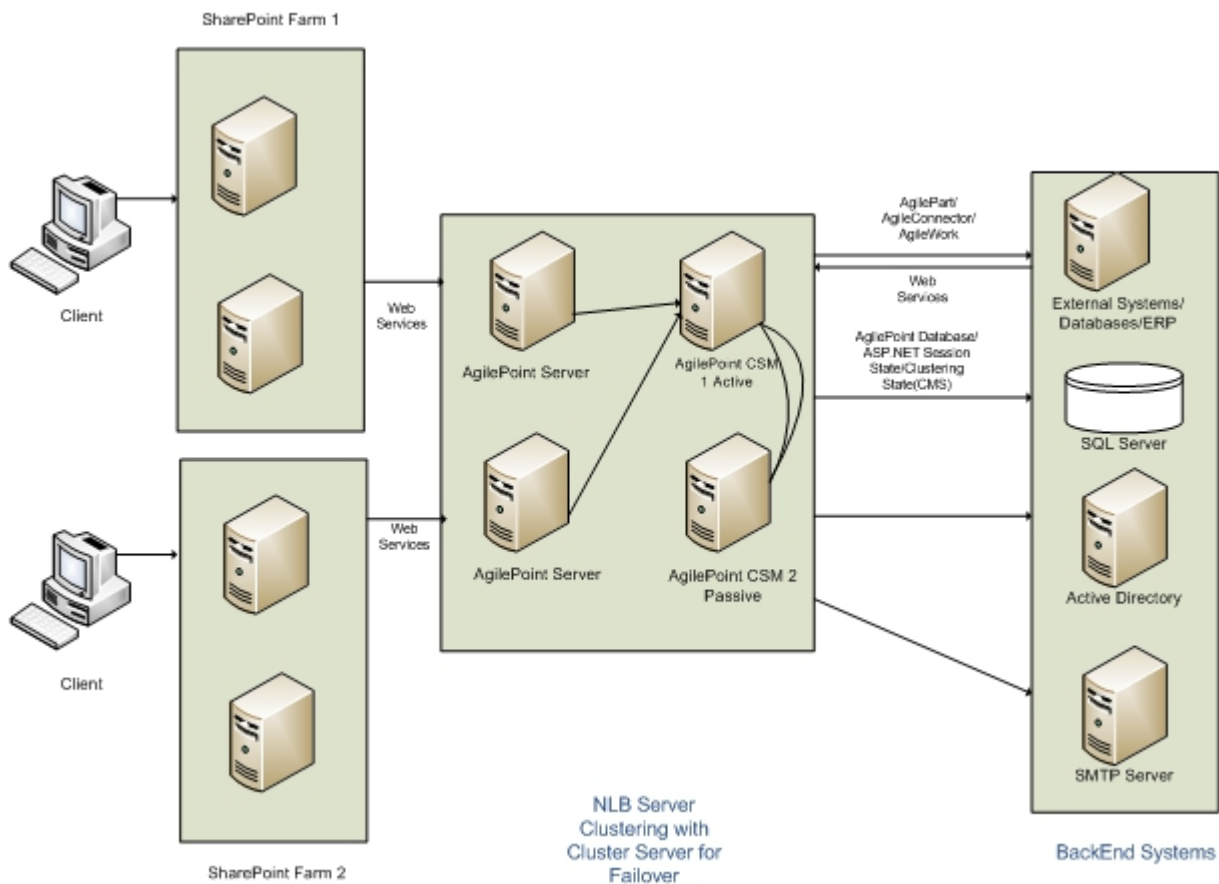 SharePoint Farm 1
Client
Web
Services
AgilePoint Server
AgilePoint CSM
1 Active
AgilePart/
AgileConnector/
AgileWork
Web
Services
External Systems/
Databases/ERP
AgilePoint Database/
ASP.NET Session
State/Clustering
State(CMS)
SQL Server
Web
Services
AgilePoint Server
AgilePoint CSM 2
Passive
Active Directory
Client
SMTP Server
SharePoint Farm 2
NLB Server
Clustering with
Cluster Server for
Failover
BackEnd Systems